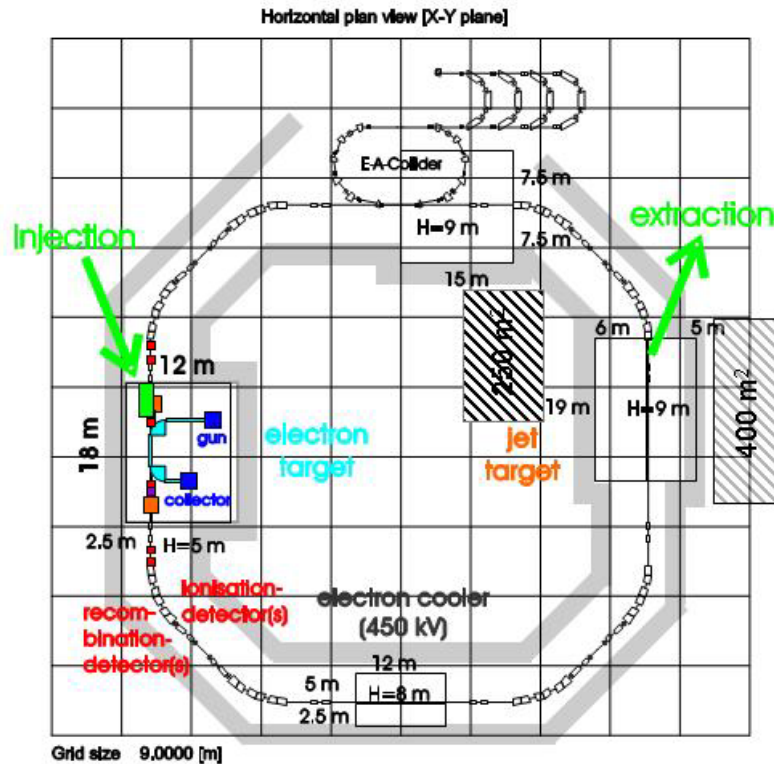 Horizontal plan view [X-Y plane]
E-A-Collider
7.5 m
injection
extraction
H=9 m
7.5 m
15 m
250 m²
6 m
5 m
12 m
19 m
H=9 m
400 m²
18 m
gun
electron
target
jet
target
collector
2.5 m
H=5 m
ionisation-
detector(s)
recom-
bination-
detector(s)
electron cooler
(450 kV)
12 m
5 m
H=8 m
2.5 m
Grid size 9.0000 [m]